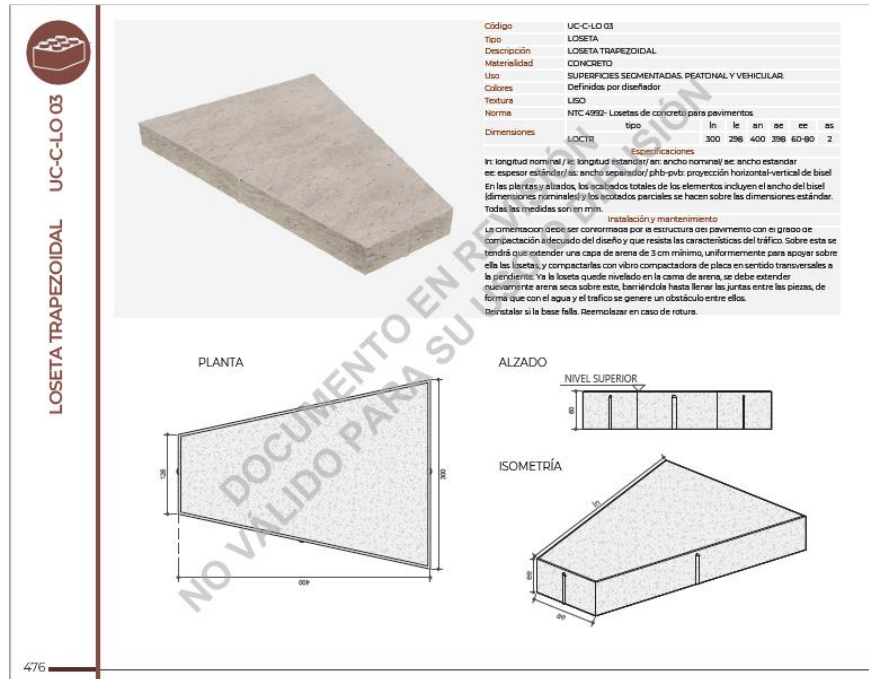 LOSETA TRAPEZOIDAL UC-C-LO 03
Código UC-C-LO 03
Tipo LOSETA
Descripción LOSETA TRAPEZOIDAL
Materialidad CONCRETO
Uso SUPERFICIES SEGMENTADAS. PEATONAL Y VEHICULAR.
Colores Definidos por diseñador
Textura LISO
Norma NTC 4992- Losetas de concreto para pavimentos
Dimensiones
tipo ln le an ae ee as
LOCTR 300 298 400 398 60-80 2
Especificaciones
ln: longitud nominal / le: longitud estandar/ an: ancho nominal/ ae: ancho estandar
ee: espesor estándar/ as: ancho separador/ phb-pvb: proyección horizontal-vertical de bisel
En las plantas y alzados, los acabados totales de los elementos incluyen el ancho del bisel
(dimensiones nominales) y los acotados parciales se hacen sobre las dimensiones estándar.
Todas las medidas son en mm.
Instalación y mantenimiento
La cimentación debe ser conformada por la estructura del pavimento con el grado de
compactación adecuado del diseño y que resista las características del tráfico. Sobre esta se
tendrá que extender una capa de arena de 3 cm mínimo, uniformemente para apoyar sobre
ella las losetas, y compactarlas con vibro compactadora de placa en sentido transversales a
la pendiente. Ya la loseta quede nivelado en la cama de arena, se debe extender
nuevamente arena seca sobre este, barriéndola hasta llenar las juntas entre las piezas, de
forma que con el agua y el trafico se genere un obstáculo entre ellos.
Reinstalar si la base falla. Reemplazar en caso de rotura.
DOCUMENTO EN REVISIÓN
NO VÁLIDO PARA SU USO O DIFUSIÓN
PLANTA
300
400
ALZADO
NIVEL SUPERIOR
60
ISOMETRÍA
ln
ee
ae
476